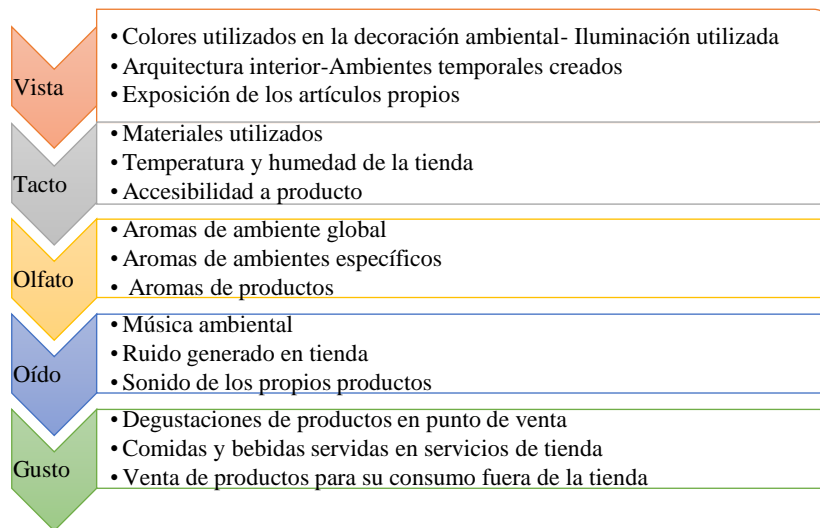 Vista
• Colores utilizados en la decoración ambiental- Iluminación utilizada
• Arquitectura interior-Ambientes temporales creados
• Exposición de los artículos propios
Tacto
• Materiales utilizados
• Temperatura y humedad de la tienda
• Accesibilidad a producto
Olfato
• Aromas de ambiente global
• Aromas de ambientes específicos
• Aromas de productos
Oído
• Música ambiental
• Ruido generado en tienda
• Sonido de los propios productos
Gusto
• Degustaciones de productos en punto de venta
• Comidas y bebidas servidas en servicios de tienda
• Venta de productos para su consumo fuera de la tienda